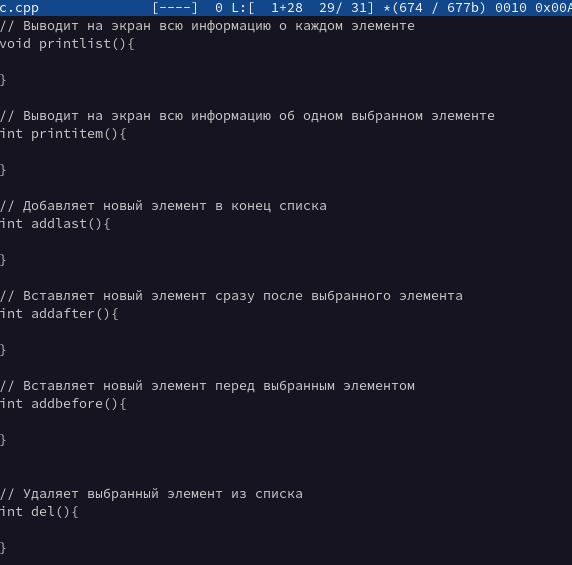 c.cpp [----] 0 L:[ 1+28 29/ 31] *(674 / 677b) 0010 0x00A
// Выводит на экран всю информацию о каждом элементе
void printlist(){
}
// Выводит на экран всю информацию об одном выбранном элементе
int printitem(){
}
// Добавляет новый элемент в конец списка
int addlast(){
}
// Вставляет новый элемент сразу после выбранного элемента
int addafter(){
}
// Вставляет новый элемент перед выбранным элементом
int addbefore(){
}
// Удаляет выбранный элемент из списка
int del(){
}